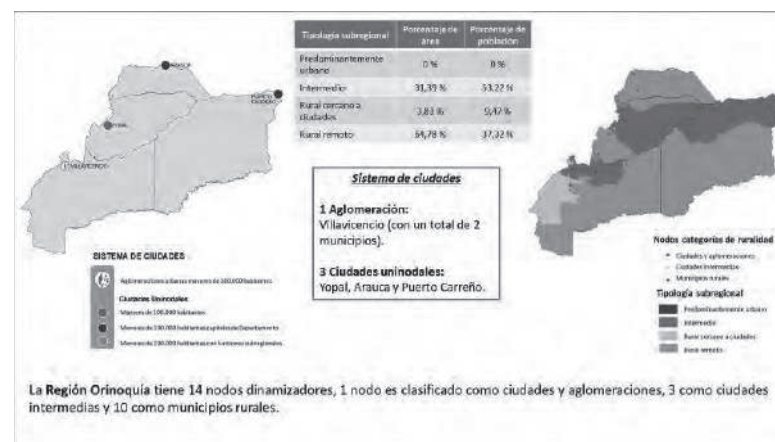 Tipología subregional
Porcentaje de área
Porcentaje de población
Predominantemente urbano
0 %
0 %
Intermedio
31,39 %
53,22 %
Rural cercano a ciudades
3,83 %
9,47 %
Rural remoto
64,78 %
37,32 %
ARAUCA
PUERTO CARREÑO
YOPAL
VILLAVICENCIO
Sistema de ciudades
1 Aglomeración:
Villavicencio (con un total de 2
municipios).
3 Ciudades uninodales:
Yopal, Arauca y Puerto Carreño.
SISTEMA DE CIUDADES
Ciudades Uninodales
Nodos categorías de ruralidad
Ciudades y aglomeraciones
Ciudades intermedias
Municipios rurales
Tipología subregional
Predominantemente urbano
Intermedio
Rural cercano a ciudades
Rural remoto
La Región Orinoquía tiene 14 nodos dinamizadores, 1 nodo es clasificado como ciudades y aglomeraciones, 3 como ciudades
intermedias y 10 como municipios rurales.